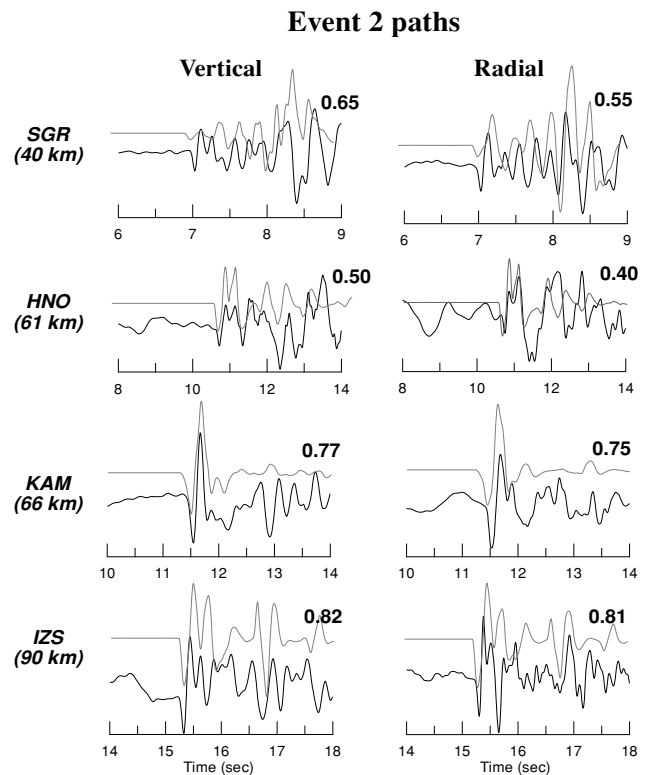 Event 2 paths
Vertical Radial
SGR
(40 km)
0.65 0.55
6 7 8 9 6 7 8 9
HNO
(61 km)
0.50 0.40
8 10 12 14 8 10 12 14
KAM
(66 km)
0.77 0.75
10 11 12 13 14 10 11 12 13 14
IZS
(90 km)
0.82 0.81
14 15 16 17 18 14 15 16 17 18
Time (sec) Time (sec)